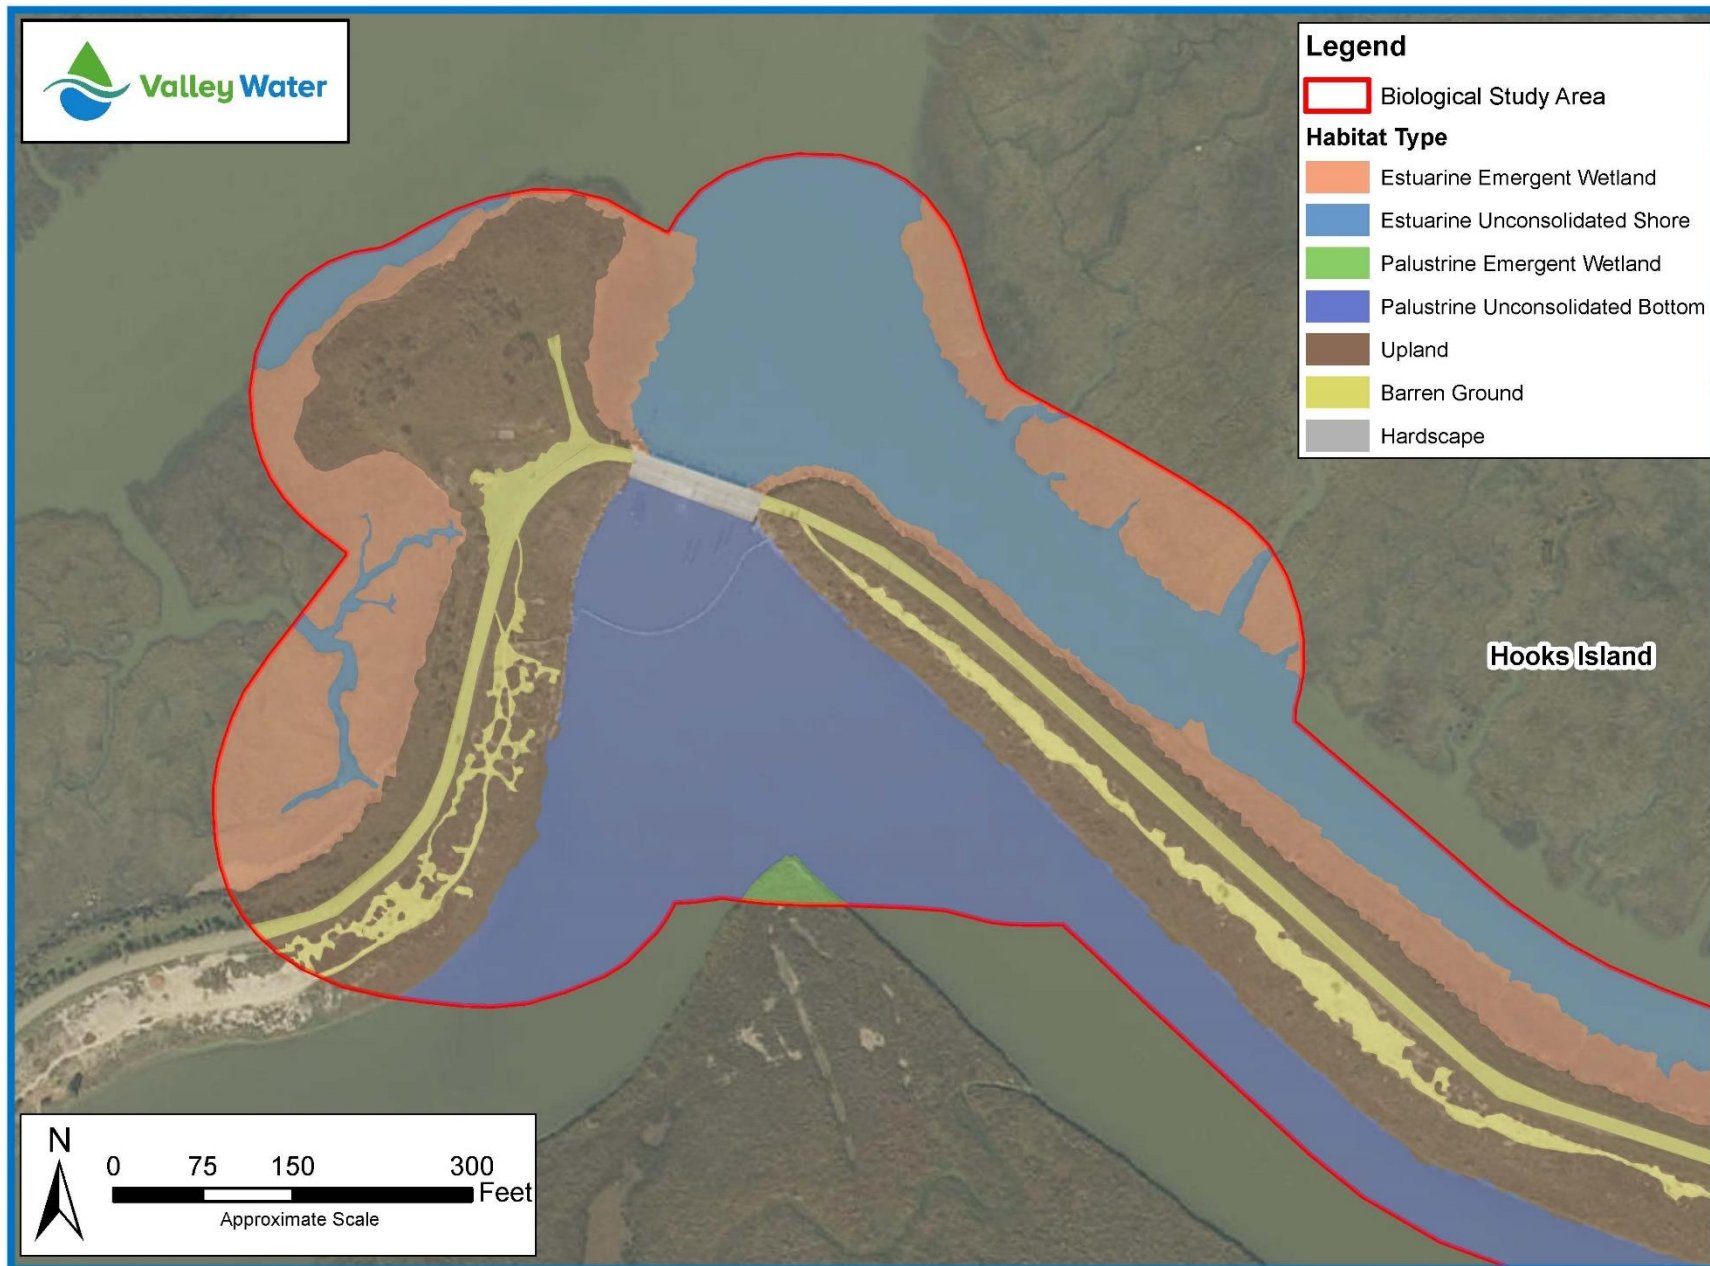 Valley Water
Legend
Biological Study Area
Habitat Type
Estuarine Emergent Wetland
Estuarine Unconsolidated Shore
Palustrine Emergent Wetland
Palustrine Unconsolidated Bottom
Upland
Barren Ground
Hardscape
Hooks Island
N
0 75 150 300
Feet
Approximate Scale